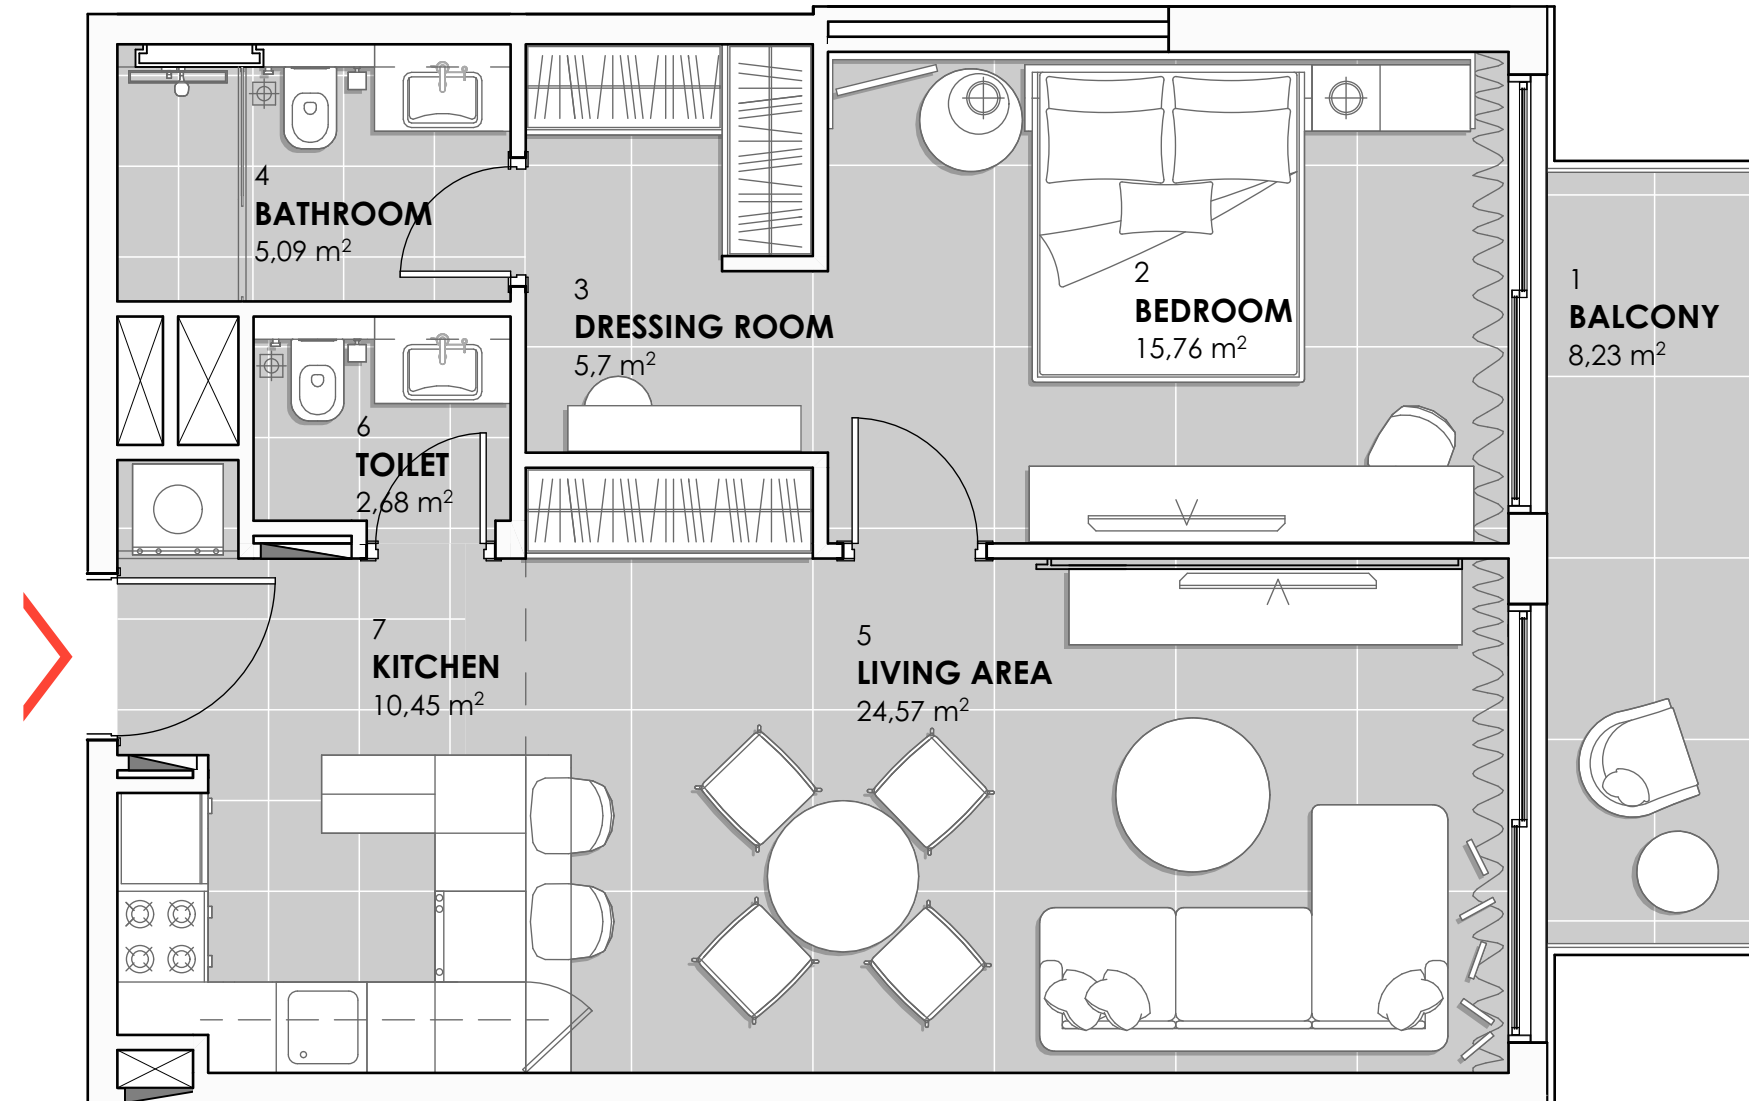 4
BATHROOM
5,09 m²
3
DRESSING ROOM
5,7 m²
2
BEDROOM
15,76 m²
1
BALCONY
8,23 m²
6
TOILET
2,68 m²
7
KITCHEN
10,45 m²
5
LIVING AREA
24,57 m²